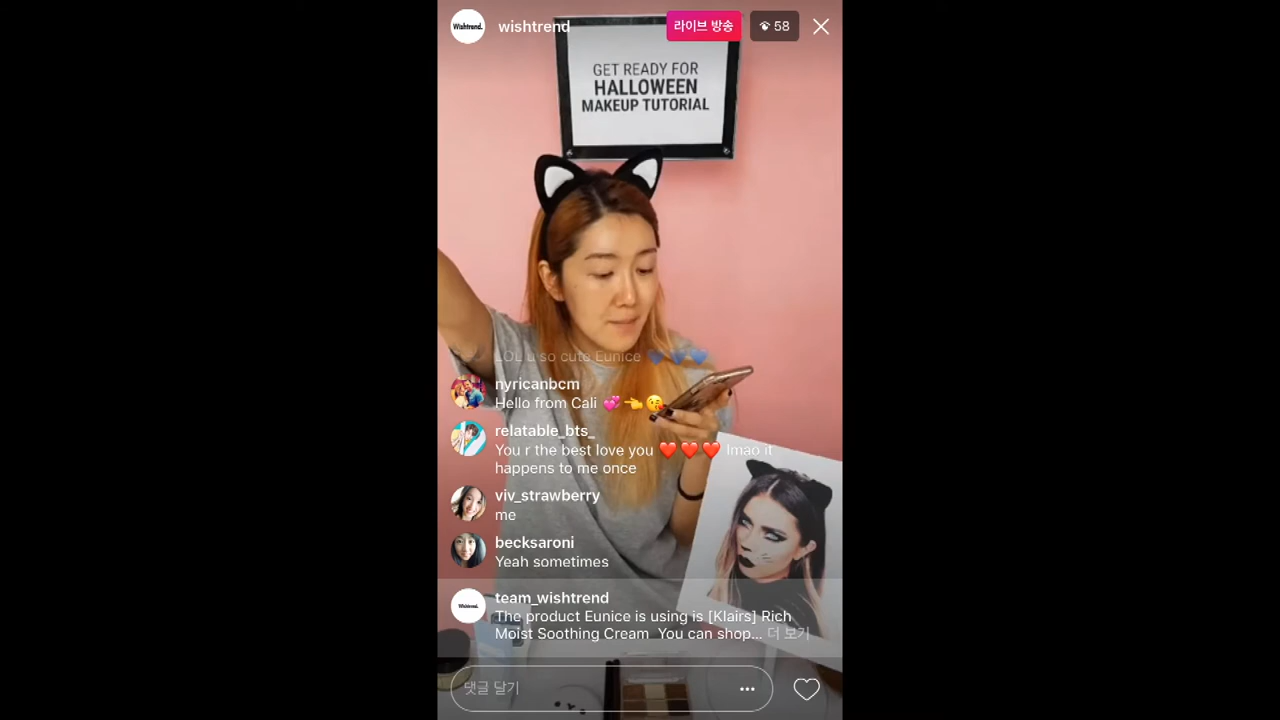 Wishtrend.
wishtrend
라이브 방송
58
GET READY FOR
HALLOWEEN
MAKEUP TUTORIAL
LOL u so cute Eunice 💙 💙 💙
nyricanbcm
Hello from Cali 💞 👈 😘
relatable_bts_
You r the best love you ❤️ ❤️ ❤️ lmao it
happens to me once
viv_strawberry
me
becksaroni
Yeah sometimes
Wishtrend.
team_wishtrend
The product Eunice is using is [Klairs] Rich
Moist Soothing Cream You can shop... 더 보기
댓글 달기